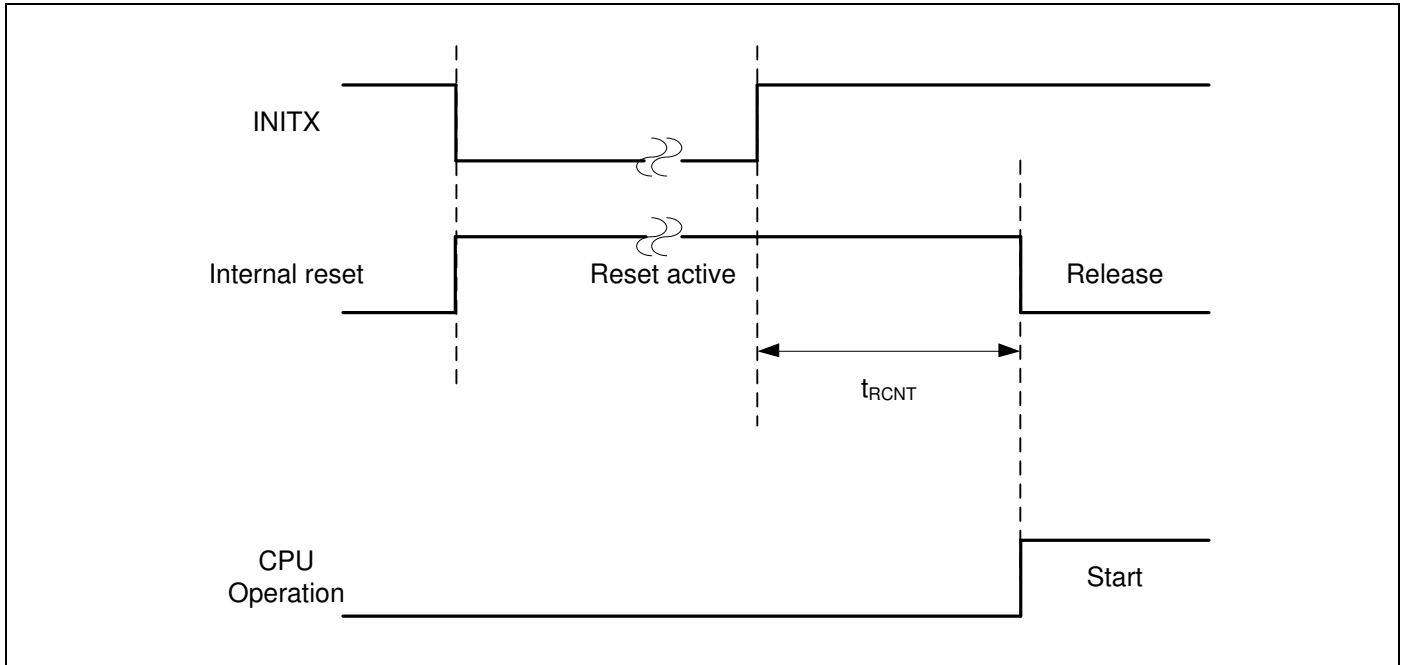 INITX
Internal reset
Reset active
Release
tRCNT
CPU
Operation
Start